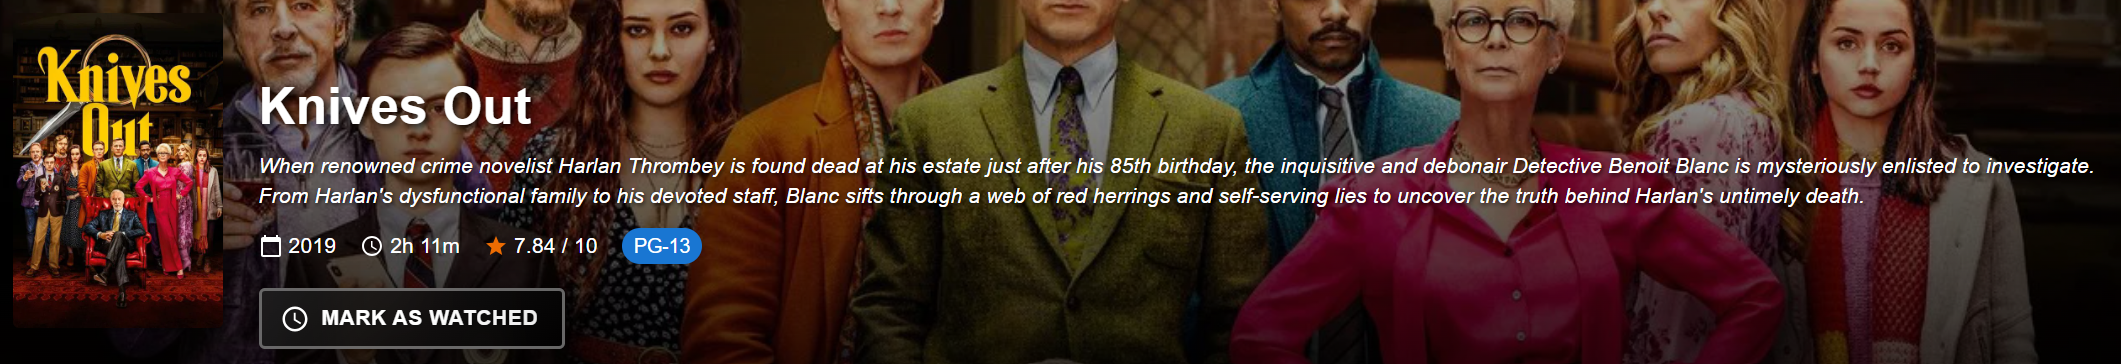 Knives
Out
Knives Out
When renowned crime novelist Harlan Thrombey is found dead at his estate just after his 85th birthday, the inquisitive and debonair Detective Benoit Blanc is mysteriously enlisted to investigate.
From Harlan's dysfunctional family to his devoted staff, Blanc sifts through a web of red herrings and self-serving lies to uncover the truth behind Harlan's untimely death.
2019 2h 11m 7.84 / 10 PG-13
MARK AS WATCHED